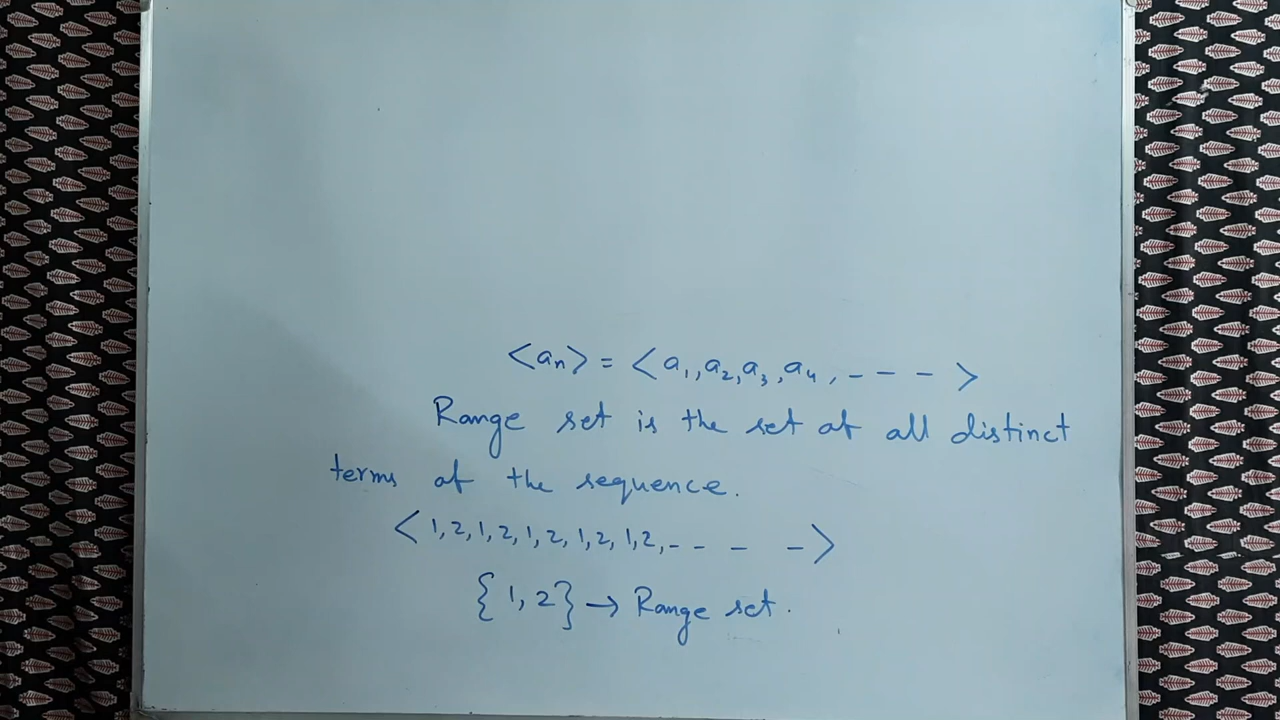 <aₙ> = <a₁, a₂, a₃, a₄, - - - >
Range set is the set of all distinct
terms of the sequence.
<1,2,1,2,1,2,1,2,1,2,- - - ->
{1,2} → Range set.